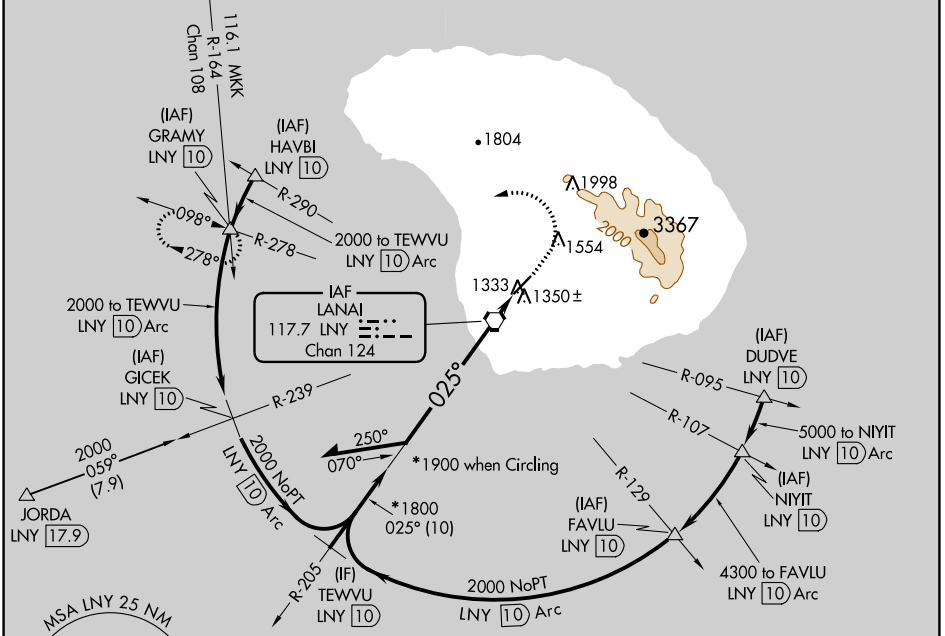 116.1 MKK
R-164
Chan 108
(IAF)
GRAMY
LNY 10
(IAF)
HAVBI
LNY 10
R-290
098°
278°
R-278
2000 to TEWVU
LNY 10 Arc
2000 to TEWVU
LNY 10 Arc
1804
1998
2000
3367
1554
1333
1350±
IAF
LANAI
117.7 LNY
Chan 124
(IAF)
GICEK
LNY 10
R-239
025°
2000
059°
(7.9)
JORDA
LNY 17.9
2000 NoPT
LNY 10 Arc
250°
070°
*1900 when Circling
*1800
025° (10)
R-205
(IF)
TEWVU
LNY 10
(IAF)
DUDVE
LNY 10
R-095
R-107
5000 to NIYIT
LNY 10 Arc
(IAF)
NIYIT
LNY 10
R-129
(IAF)
FAVLU
LNY 10
4300 to FAVLU
LNY 10 Arc
2000 NoPT
LNY 10 Arc
MSA LNY 25 NM